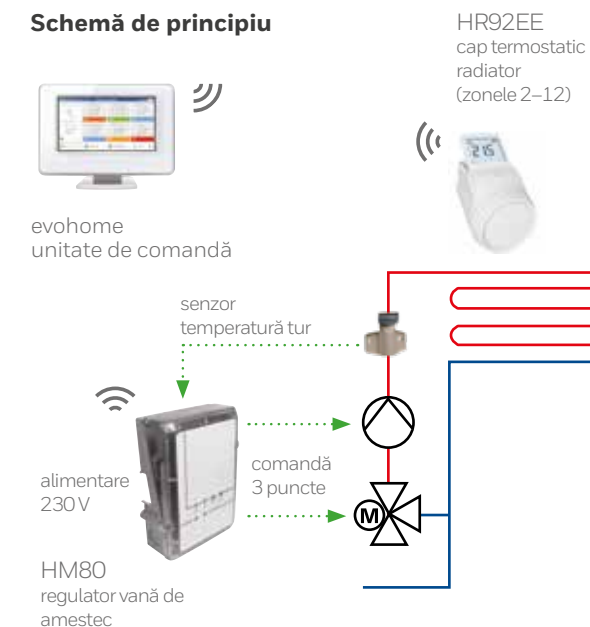 Schemă de principiu
HR92EE
cap termostatic
radiator
(zonele 2–12)
evohome
unitate de comandă
senzor
temperatură tur
alimentare
230 V
comandă
3 puncte
M
HM80
regulator vană de
amestec